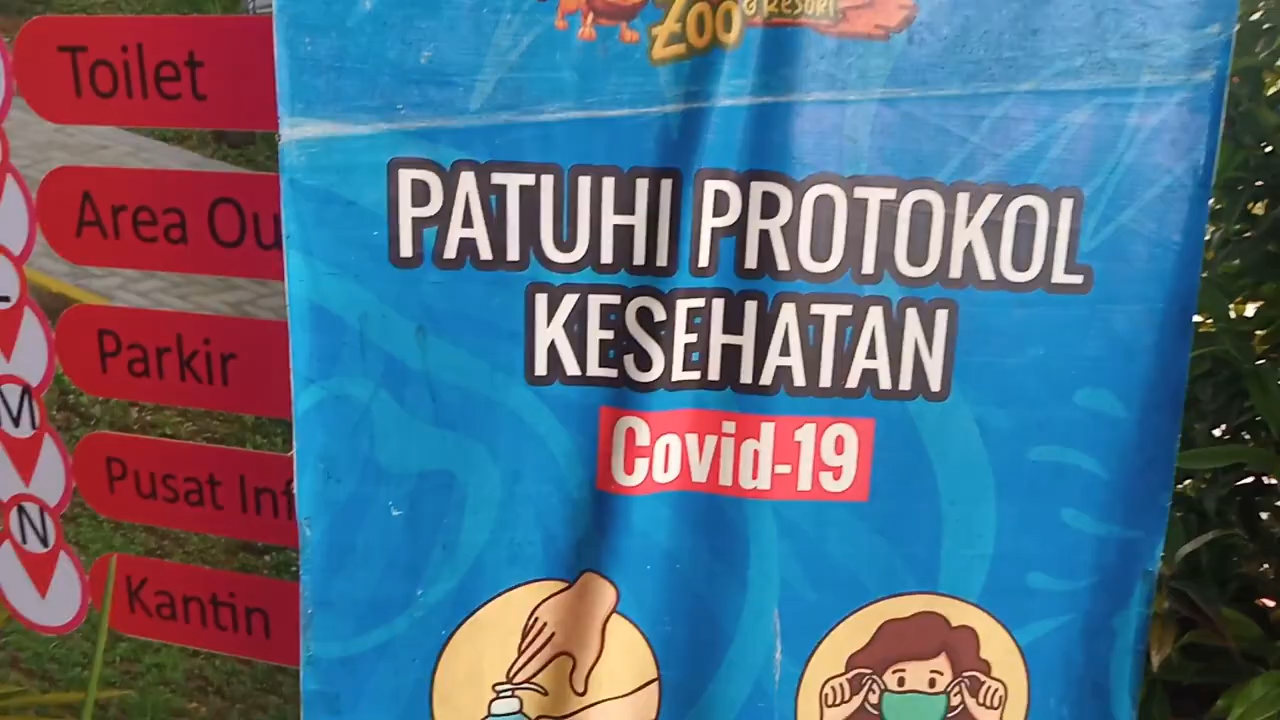 Zoo & Resort
Toilet
Area Ou
Parkir
M
Pusat Inf
N
Kantin
PATUHI PROTOKOL
KESEHATAN
Covid-19